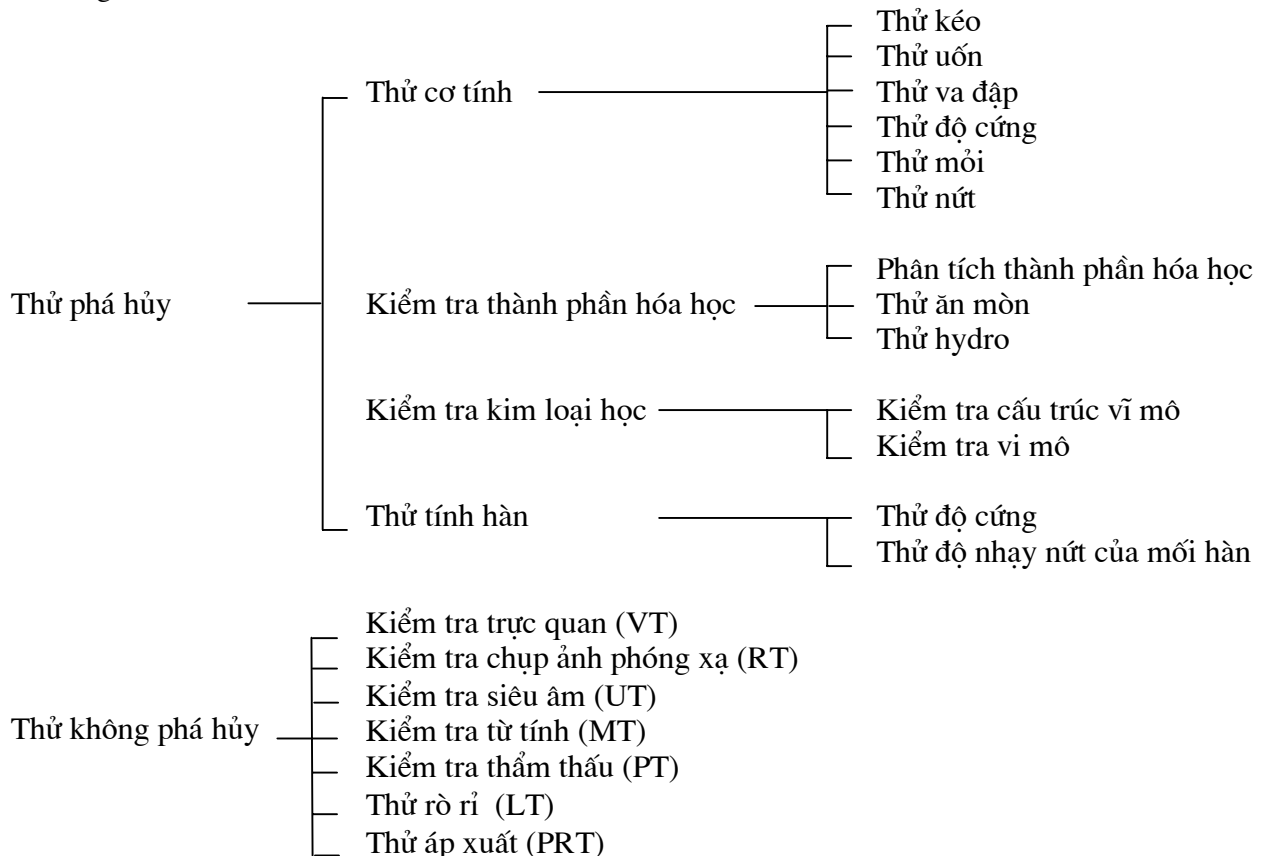 Thử phá hủy
Thử cơ tính
Thử kéo
Thử uốn
Thử va đập
Thử độ cứng
Thử mỏi
Thử nứt
Kiểm tra thành phần hóa học
Phân tích thành phần hóa học
Thử ăn mòn
Thử hydro
Kiểm tra kim loại học
Kiểm tra cấu trúc vĩ mô
Kiểm tra vi mô
Thử tính hàn
Thử độ cứng
Thử độ nhạy nứt của mối hàn
Thử không phá hủy
Kiểm tra trực quan (VT)
Kiểm tra chụp ảnh phóng xạ (RT)
Kiểm tra siêu âm (UT)
Kiểm tra từ tính (MT)
Kiểm tra thẩm thấu (PT)
Thử rò rỉ (LT)
Thử áp xuất (PRT)